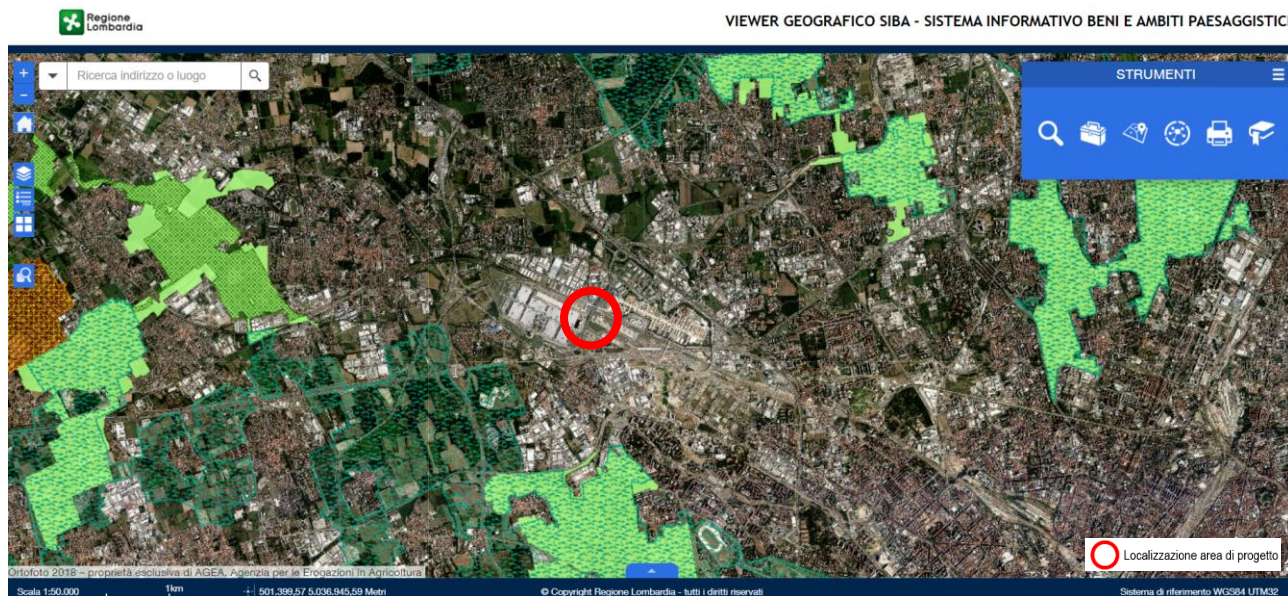 Regione
Lombardia
VIEWER GEOGRAFICO SIBA - SISTEMA INFORMATIVO BENI E AMBITI PAESAGGISTIC
+
Ricerca indirizzo o luogo
STRUMENTI
-
Localizzazione area di progetto
Ortofoto 2018 – proprietà esclusiva di AGEA, Agenzia per le Erogazioni in Agricoltura
Scala 1:50.000
1km
501.399,57 5.036.945,59 Metri
© Copyright Regione Lombardia - tutti i diritti riservati
Sistema di riferimento WGS84 UTM32